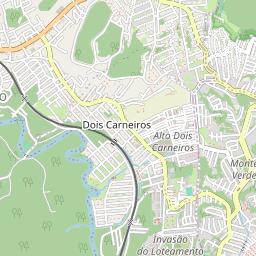 O
Dois Carneiros
Alto Dois
Carneiros
Monte
Verde
Invasão
do Loteamento